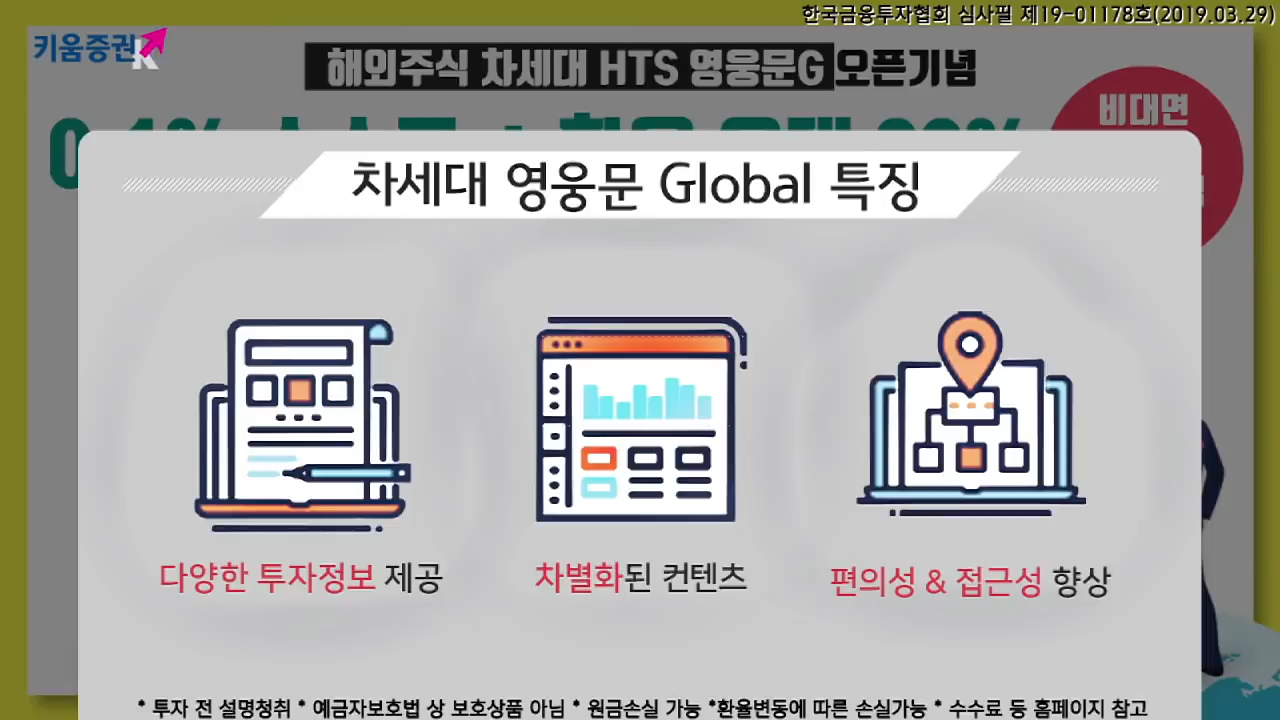 한국금융투자협회 심사필 제19-01178호(2019.03.29)
키움증권
해외주식 차세대 HTS 영웅문G 오픈기념
비대면
차세대 영웅문 Global 특징
다양한 투자정보 제공
차별화된 컨텐츠
편의성 & 접근성 향상
* 투자 전 설명청취 * 예금자보호법 상 보호상품 아님 * 원금손실 가능 *환율변동에 따른 손실가능 * 수수료 등 홈페이지 참고